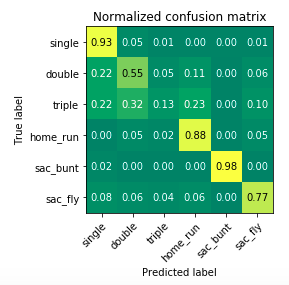 Normalized confusion matrix
single 0.93 0.05 0.01 0.00 0.00 0.01
double 0.22 0.55 0.05 0.11 0.00 0.06
triple 0.22 0.32 0.13 0.23 0.00 0.10
home_run 0.00 0.05 0.02 0.88 0.00 0.05
sac_bunt 0.02 0.00 0.00 0.00 0.98 0.00
sac_fly 0.08 0.06 0.04 0.06 0.00 0.77
True label
single double triple home_run sac_bunt sac_fly
Predicted label